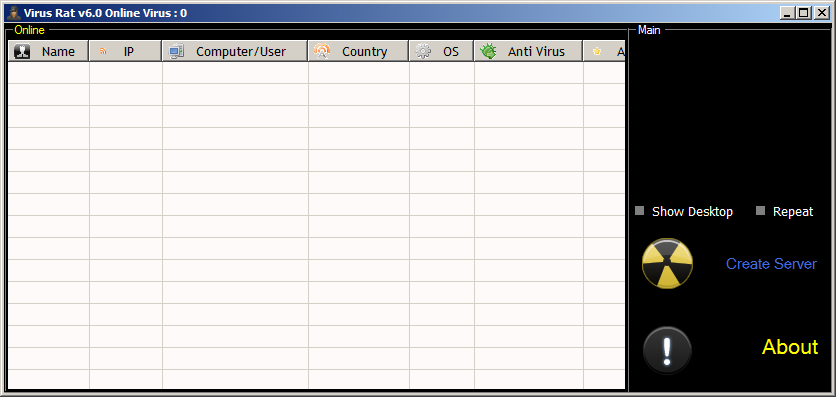 Virus Rat v6.0 Online Virus : 0
Online
Main
Name IP Computer/User Country OS Anti Virus A
Show Desktop Repeat
Create Server
About